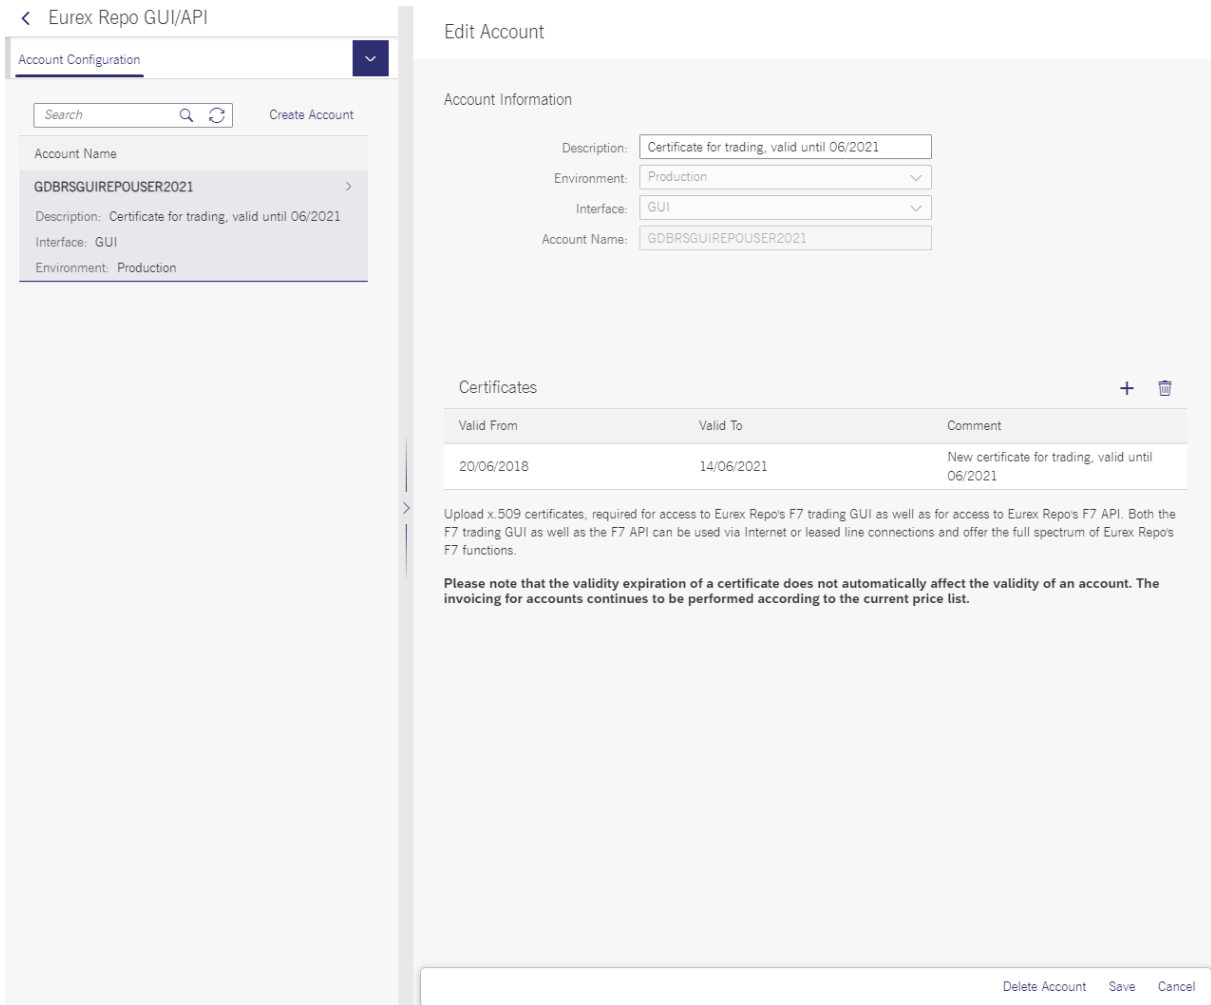 Eurex Repo GUI/API
Account Configuration
Search
Create Account
Account Name
GDBRSGUIREPOUSER2021
Description: Certificate for trading, valid until 06/2021
Interface: GUI
Environment: Production
Edit Account
Account Information
Description: Certificate for trading, valid until 06/2021
Environment: Production
Interface: GUI
Account Name: GDBRSGUIREPOUSER2021
Certificates
Valid From Valid To Comment
20/06/2018 14/06/2021 New certificate for trading, valid until
06/2021
Upload x.509 certificates, required for access to Eurex Repo's F7 trading GUI as well as for access to Eurex Repo's F7 API. Both the
F7 trading GUI as well as the F7 API can be used via Internet or leased line connections and offer the full spectrum of Eurex Repo's
F7 functions.
Please note that the validity expiration of a certificate does not automatically affect the validity of an account. The
invoicing for accounts continues to be performed according to the current price list.
Delete Account Save Cancel